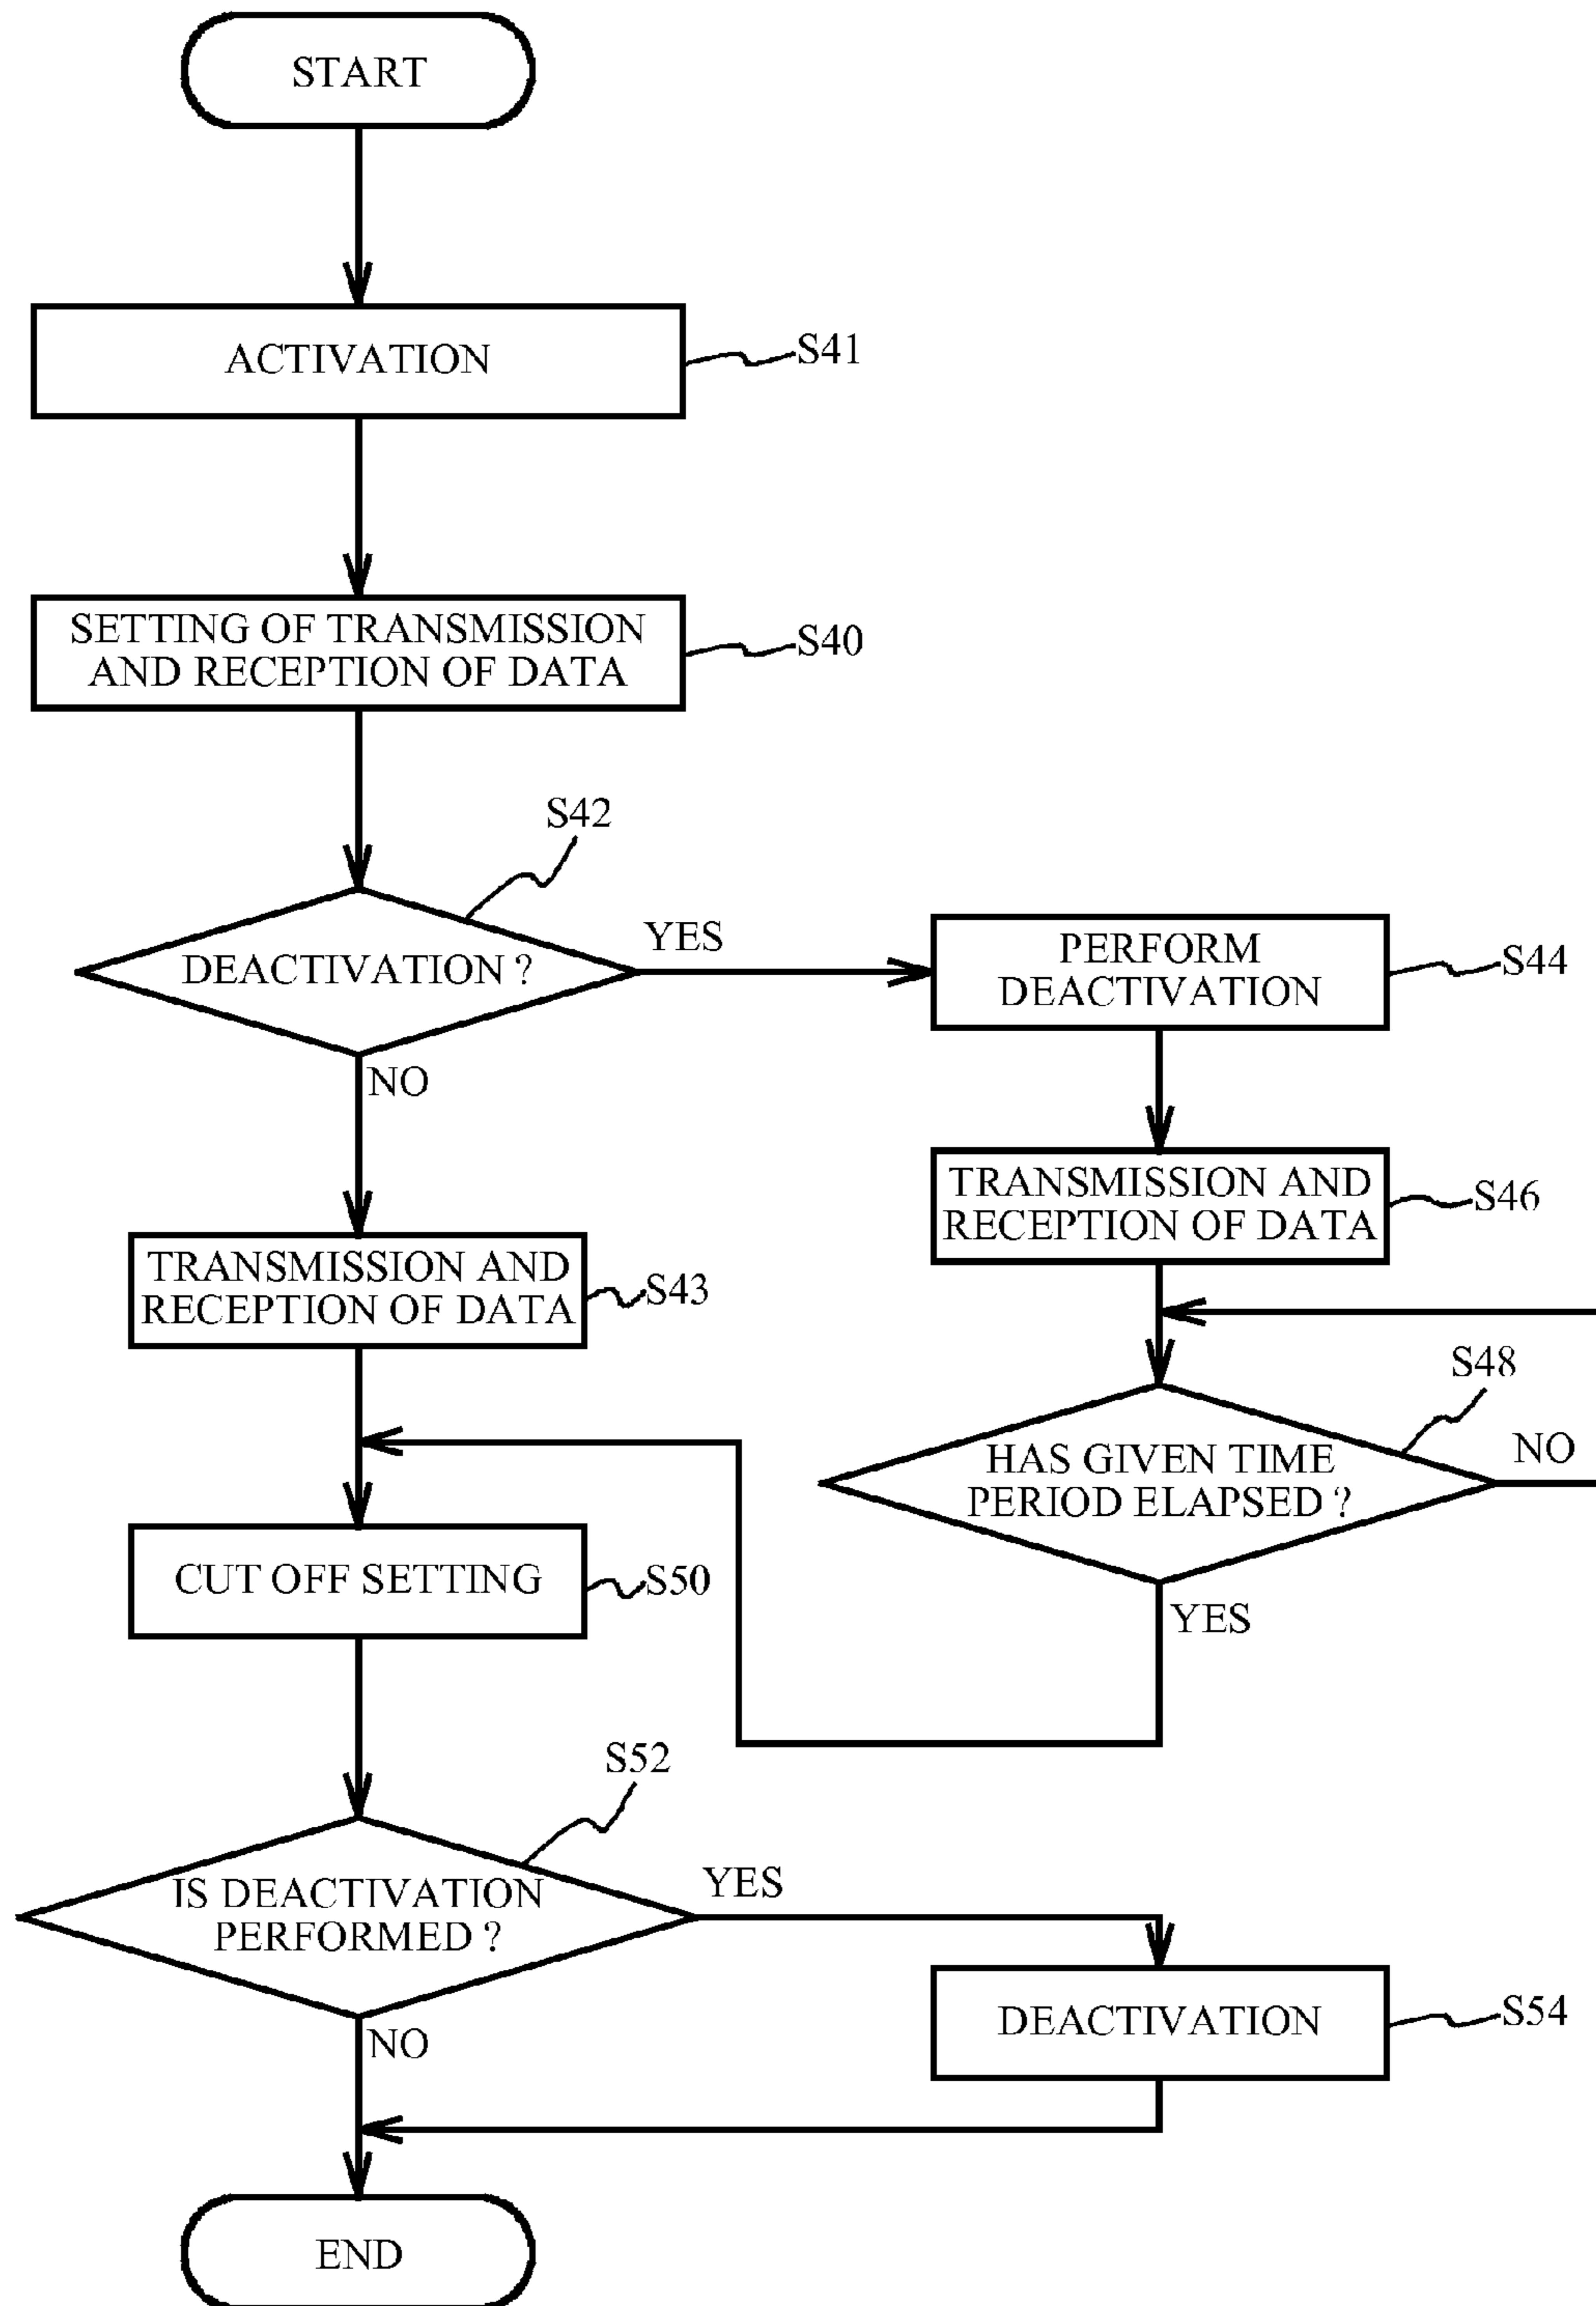 START
ACTIVATION
S41
SETTING OF TRANSMISSION
AND RECEPTION OF DATA
S40
S42
DEACTIVATION ?
YES
NO
PERFORM
DEACTIVATION
S44
TRANSMISSION AND
RECEPTION OF DATA
S46
TRANSMISSION AND
RECEPTION OF DATA
S43
S48
HAS GIVEN TIME
PERIOD ELAPSED ?
NO
YES
CUT OFF SETTING
S50
S52
IS DEACTIVATION
PERFORMED ?
YES
NO
DEACTIVATION
S54
END